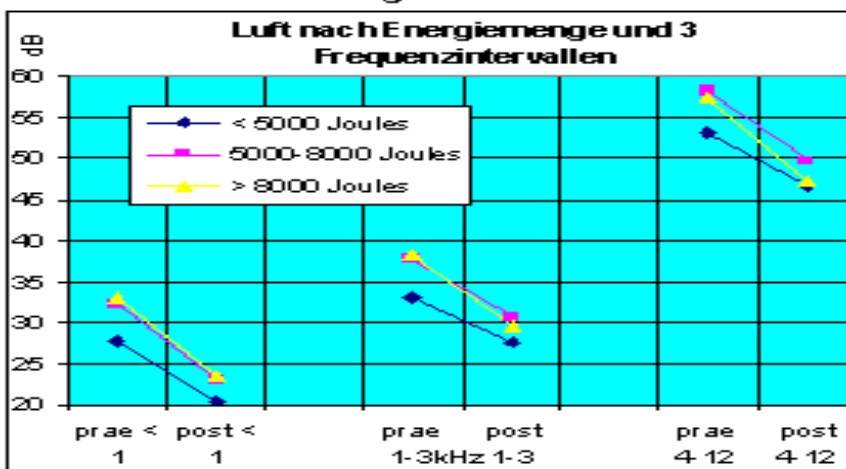 Luft nach Energiemenge und 3
Frequenzintervallen
dB
60
55
50
45
40
35
30
25
20
< 5000 Joules
5000-8000 Joules
> 8000 Joules
prae < post < prae post prae post
1 1 1-3kHz 1-3 4-12 4-12